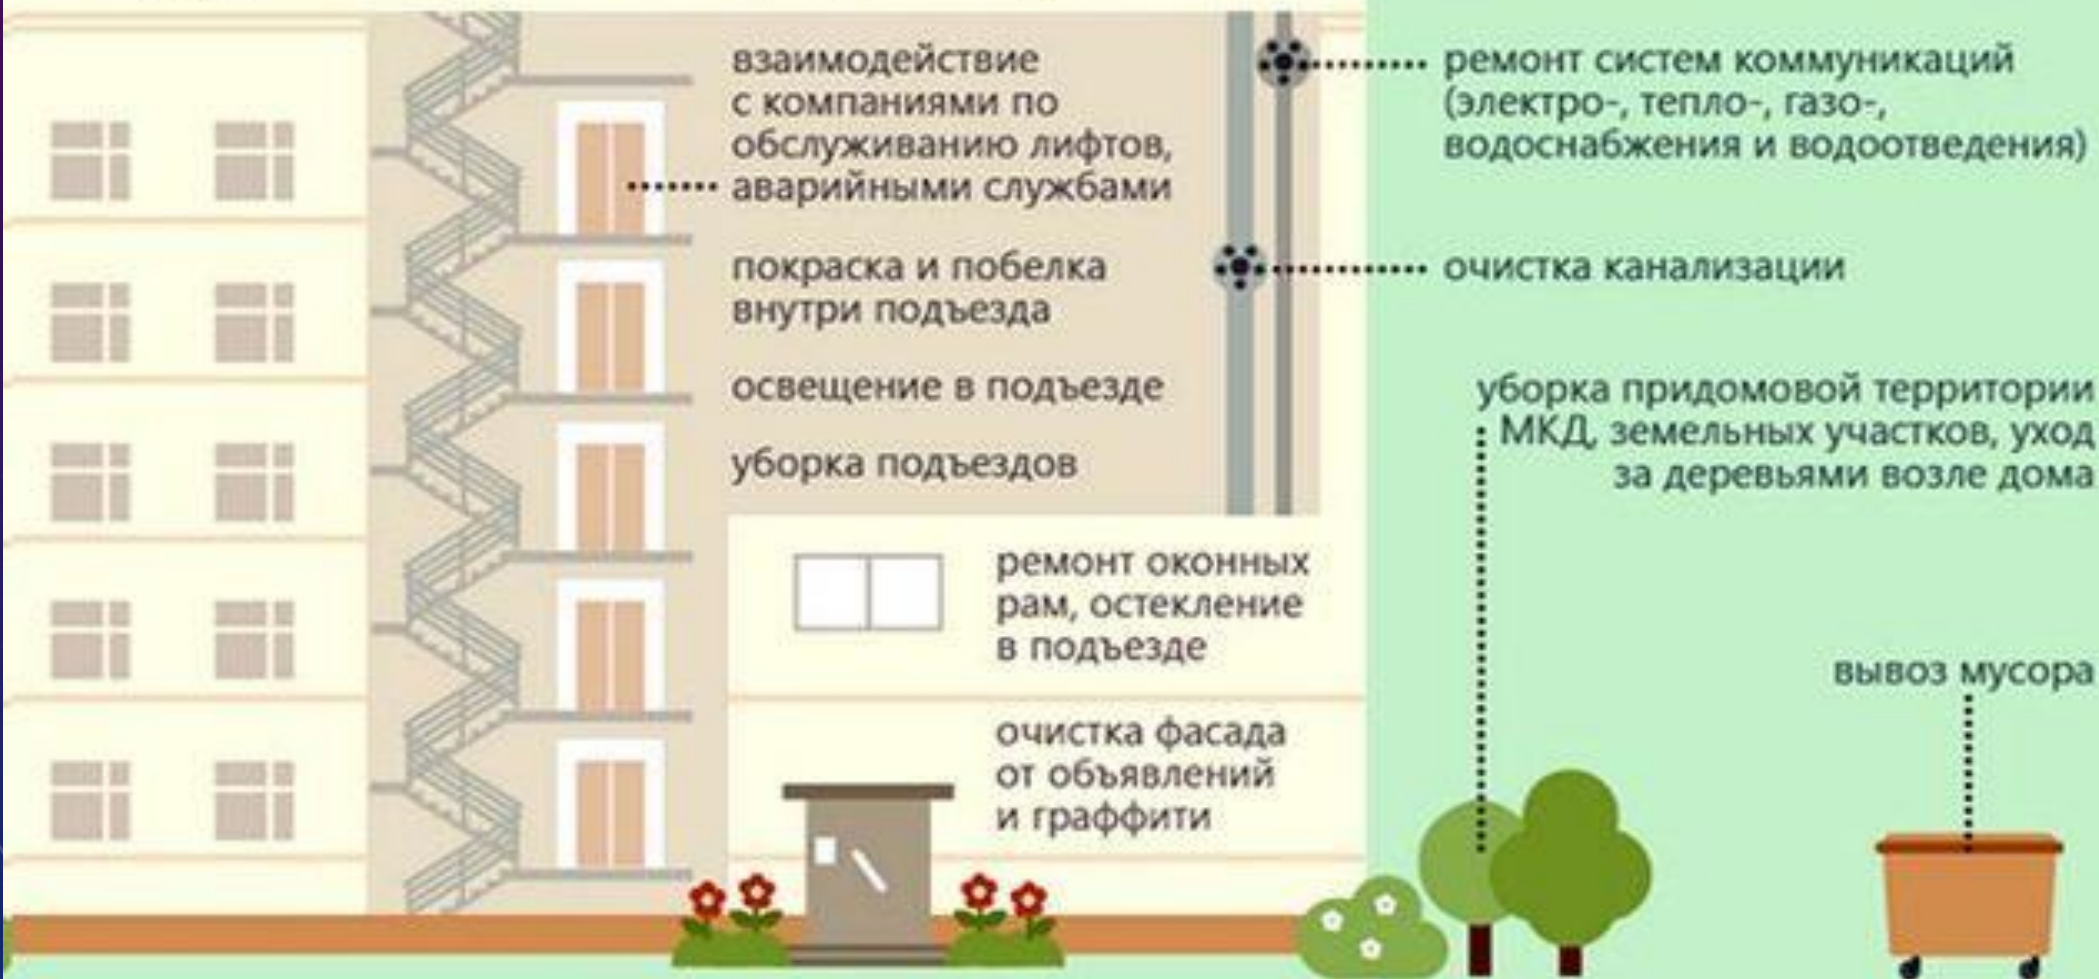 взаимодействие
с компаниями по
обслуживанию лифтов,
аварийными службами
покраска и побелка
внутри подъезда
освещение в подъезде
уборка подъездов
ремонт оконных
рам, остекление
в подъезде
очистка фасада
от объявлений
и граффити
ремонт систем коммуникаций
(электро-, тепло-, газо-,
водоснабжения и водоотведения)
очистка канализации
уборка придомовой территории
МКД, земельных участков, уход
за деревьями возле дома
вывоз мусора